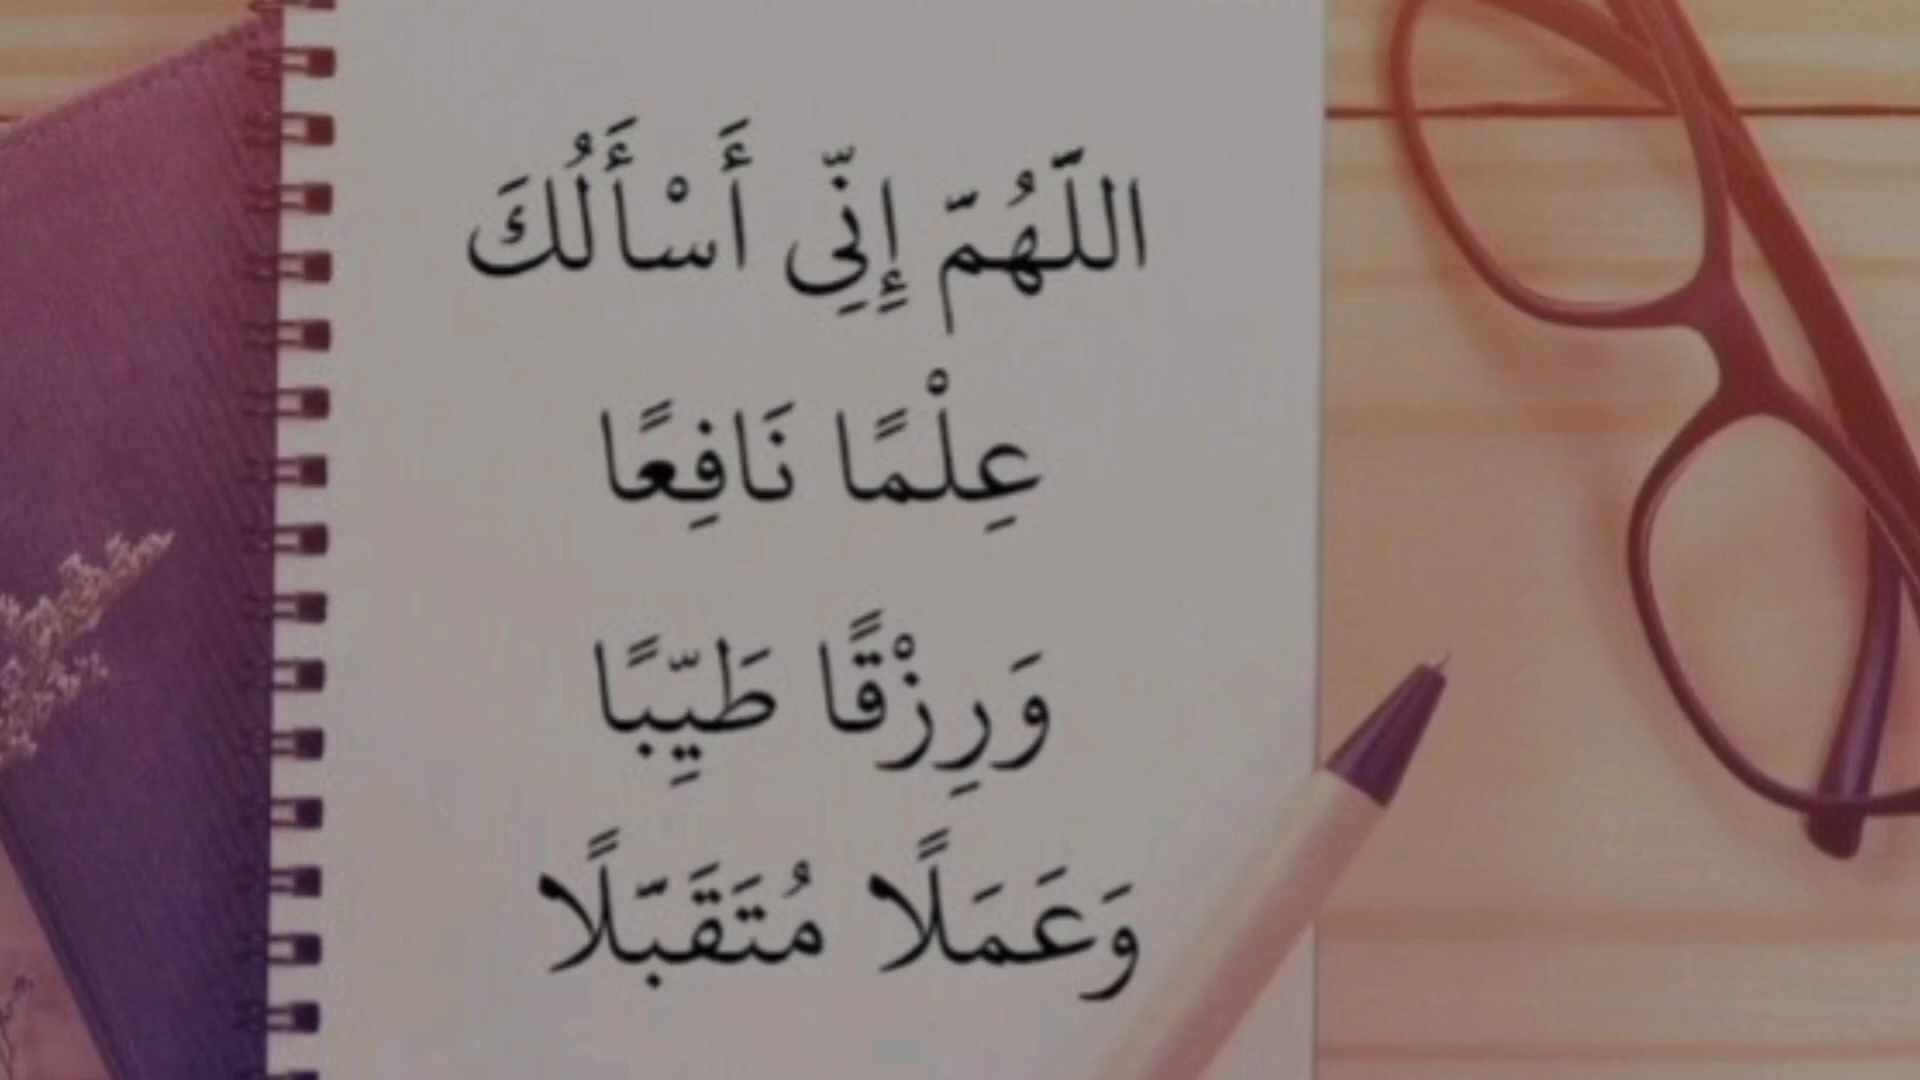 اللَّهُمّ إِنِّى أَسْأَلُكَ
عِلْمًا نَافِعًا
وَرِزْقًا طَيِّبًا
وَعَمَلًا مُتَقَبَّلًا